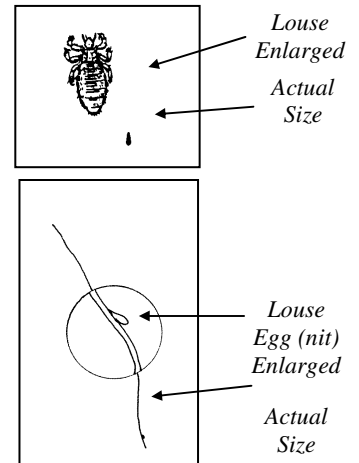 Louse
Enlarged
Actual
Size
Louse
Egg (nit)
Enlarged
Actual
Size